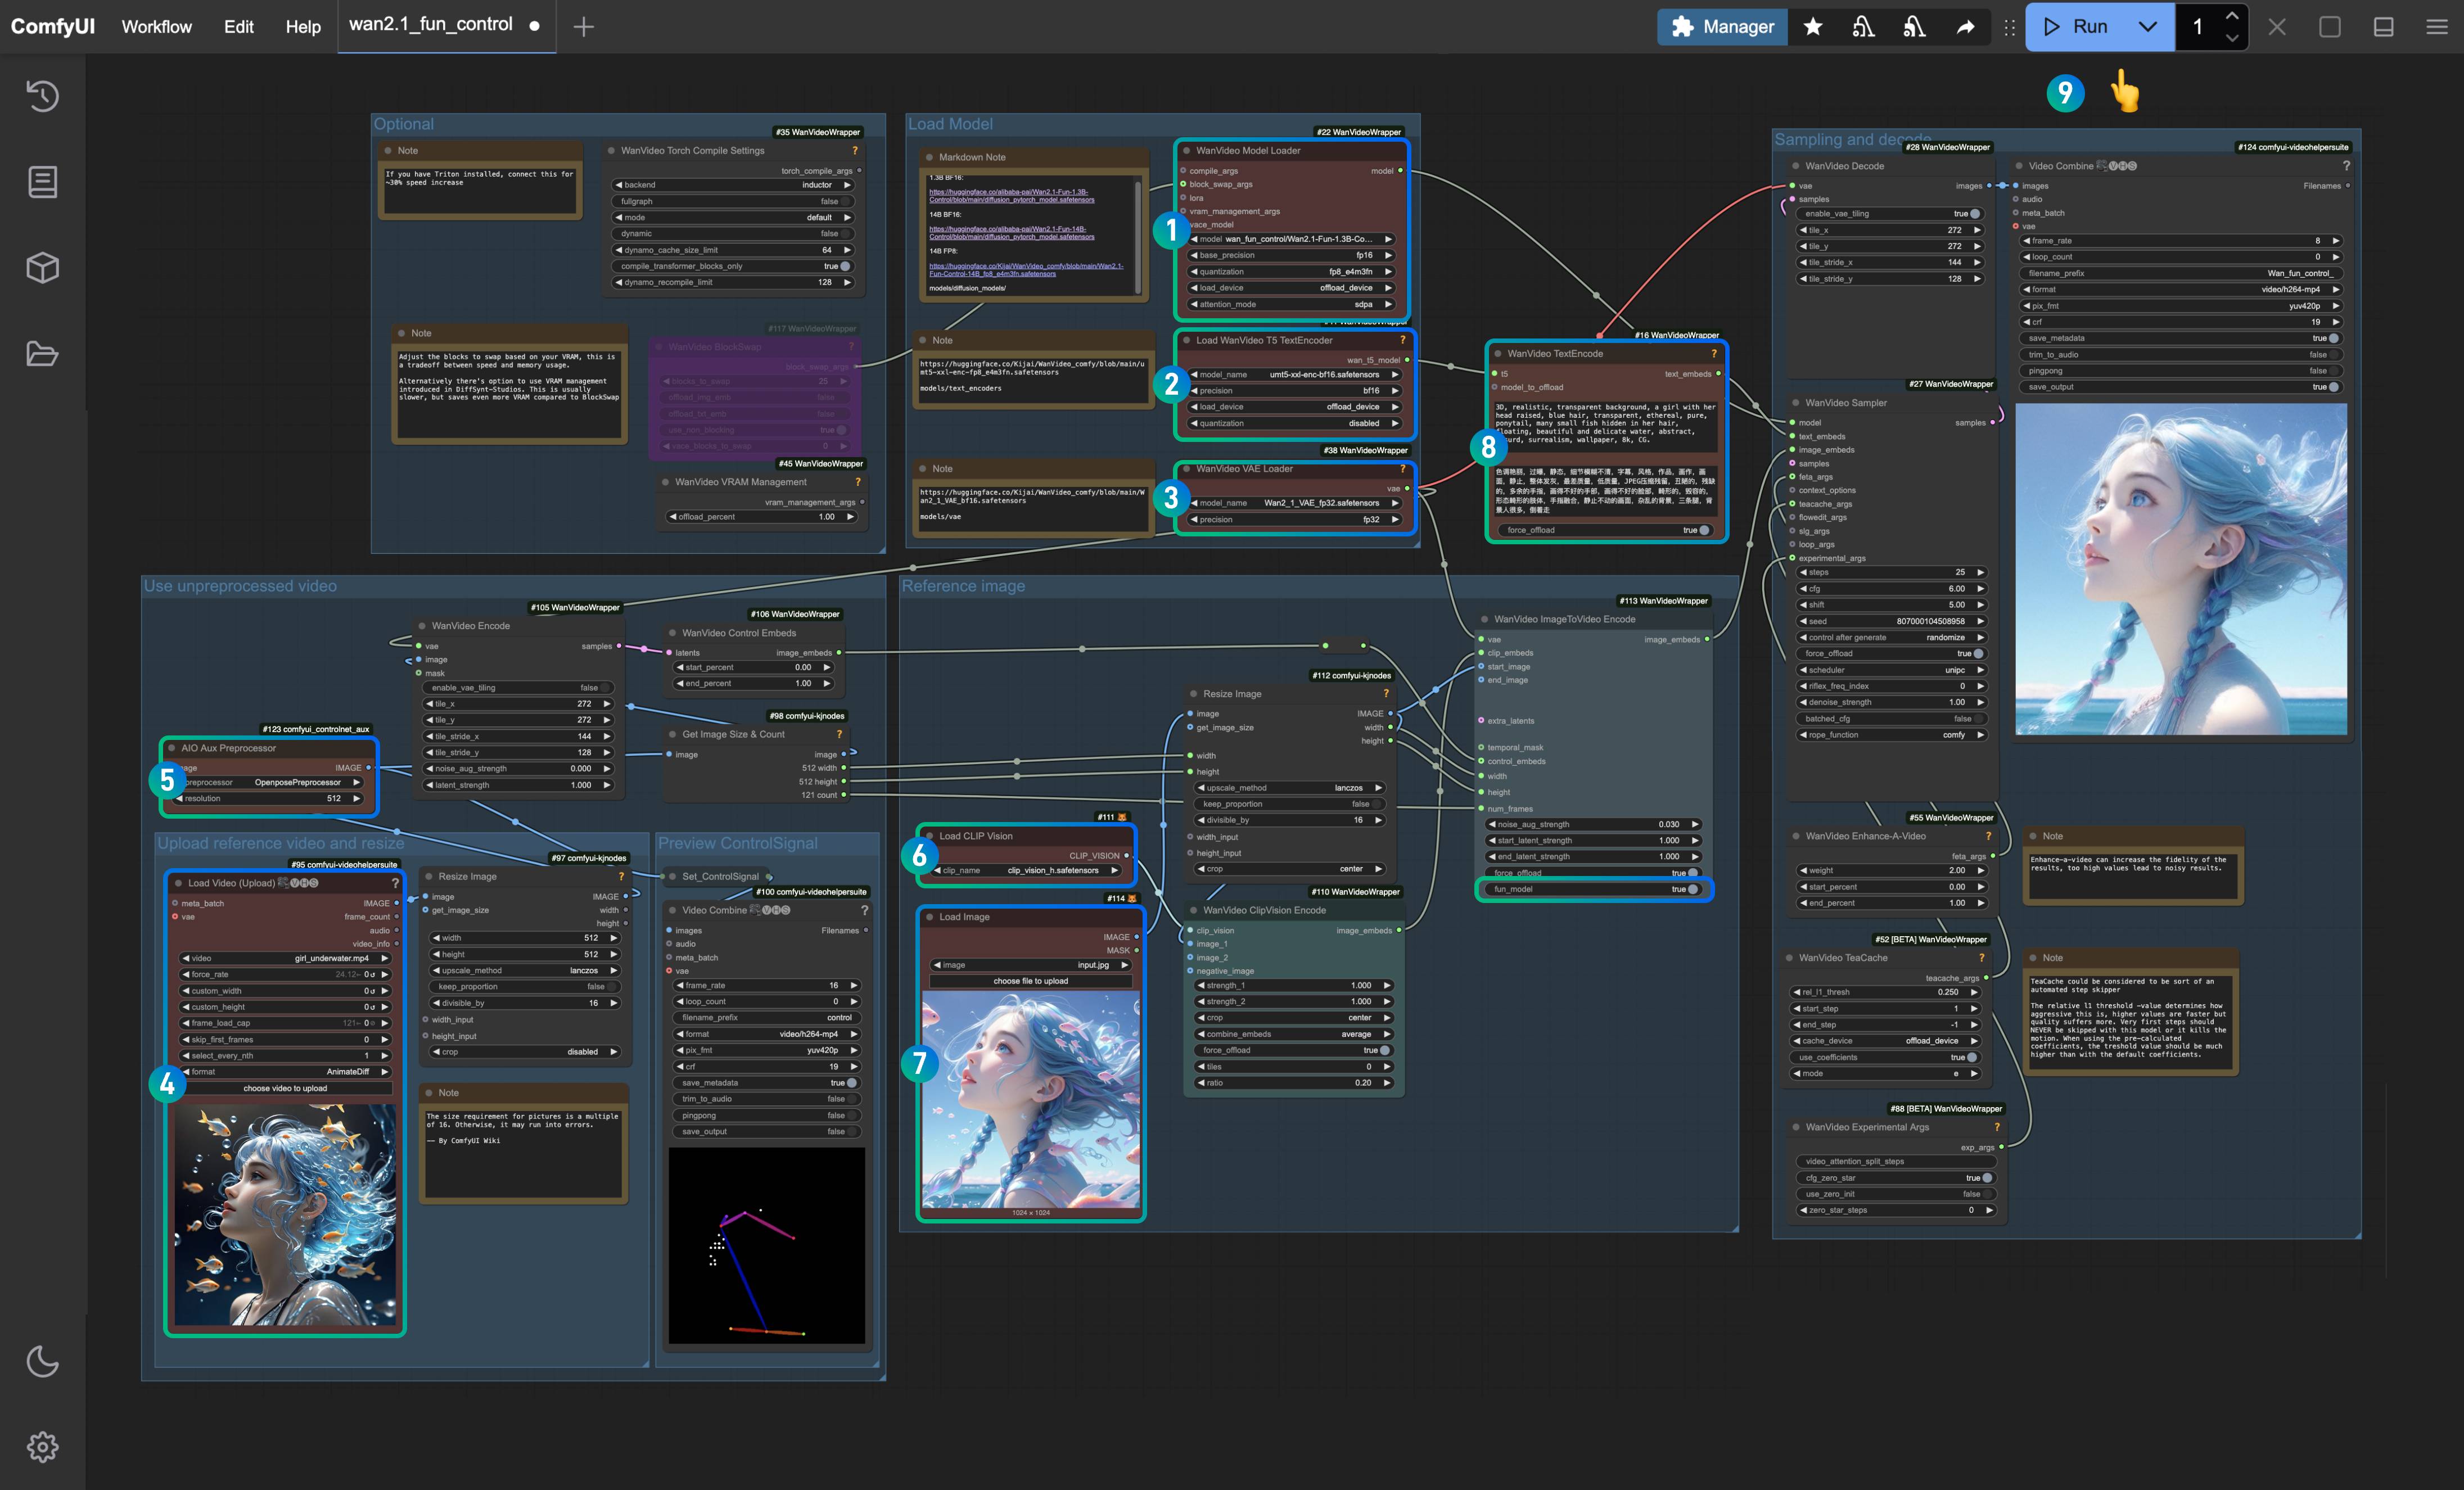 ComfyUI
Workflow
Edit
Help
wan2.1_fun_control
Manager
Run
1
9
Optional
#35 WanVideoWrapper
Note
If you have Triton installed, connect this for
~30% speed increase
WanVideo Torch Compile Settings
?
torch_compile_args
backend inductor
fullgraph false
mode default
dynamic false
dynamo_cache_size_limit 64
compile_transformer_blocks_only true
dynamo_recompile_limit 128
Note
Adjust the blocks to swap based on your VRAM, this is
a tradeoff between speed and memory usage.
Alternatively there's option to use VRAM management
introduced in DiffSynt-Studios. This is usually
slower, but saves even more VRAM compared to BlockSwap
#117 WanVideoWrapper
WanVideo BlockSwap
?
block_swap_args
blocks_to_swap 25
offload_img_emb false
offload_txt_emb false
use_non_blocking true
vace_blocks_to_swap 0
#45 WanVideoWrapper
WanVideo VRAM Management
?
vram_management_args
offload_percent 1.00
Load Model
Markdown Note
1.3B BF16:
https://huggingface.co/alibaba-pai/Wan2.1-Fun-1.3B-
Control/blob/main/diffusion_pytorch_model.safetensors
14B BF16:
https://huggingface.co/alibaba-pai/Wan2.1-Fun-14B-
Control/blob/main/diffusion_pytorch_model.safetensors
14B FP8:
https://huggingface.co/Kijai/WanVideo_comfy/blob/main/Wan2.1-
Fun-Control-14B_fp8_e4m3fn.safetensors
models/diffusion_models/
#22 WanVideoWrapper
WanVideo Model Loader
1
compile_args model
block_swap_args
lora
vram_management_args
vace_model
model wan_fun_control/Wan2.1-Fun-1.3B-Co...
base_precision fp16
quantization fp8_e4m3fn
load_device offload_device
attention_mode sdpa
Note
https://huggingface.co/Kijai/WanVideo_comfy/blob/main/u
mt5-xxl-enc-fp8_e4m3fn.safetensors
models/text_encoders
Load WanVideo T5 TextEncoder
?
2
wan_t5_model
model_name umt5-xxl-enc-bf16.safetensors
precision bf16
load_device offload_device
quantization disabled
Note
https://huggingface.co/Kijai/WanVideo_comfy/blob/main/W
an2_1_VAE_bf16.safetensors
models/vae
#38 WanVideoWrapper
WanVideo VAE Loader
?
3
vae
model_name Wan2_1_VAE_fp32.safetensors
precision fp32
#16 WanVideoWrapper
WanVideo TextEncode
?
8
t5 text_embeds
model_to_offload
3D, realistic, transparent background, a girl with her
head raised, blue hair, transparent, ethereal, pure,
ponytail, many small fish hidden in her hair,
floating, beautiful and delicate water, abstract,
surd, surrealism, wallpaper, 8k, CG.
色调艳丽, 过曝, 静态, 细节模糊不清, 字幕, 风格, 作品, 画作, 画
面, 静止, 整体发灰, 最差质量, 低质量, JPEG压缩残留, 丑陋的, 残缺
的, 多余的手指, 画得不好的手部, 画得不好的脸部, 畸形的, 毁容的,
形态畸形的肢体, 手指融合, 静止不动的画面, 杂乱的背景, 三条腿, 背
景人很多, 倒着走
force_offload true
Sampling and decode
#28 WanVideoWrapper
WanVideo Decode
vae images
samples
enable_vae_tiling true
tile_x 272
tile_y 272
tile_stride_x 144
tile_stride_y 128
#124 comfyui-videohelpersuite
Video Combine VHS
?
images Filenames
audio
meta_batch
vae
frame_rate 8
loop_count 0
filename_prefix Wan_fun_control_
format video/h264-mp4
pix_fmt yuv420p
crf 19
save_metadata true
trim_to_audio false
pingpong false
save_output true
#27 WanVideoWrapper
WanVideo Sampler
model samples
text_embeds
image_embeds
samples
feta_args
context_options
teacache_args
flowedit_args
slg_args
loop_args
experimental_args
steps 25
cfg 6.00
shift 5.00
seed 807000104508958
control after generate randomize
force_offload true
scheduler unipc
riflex_freq_index 0
denoise_strength 1.00
batched_cfg false
rope_function comfy
#55 WanVideoWrapper
WanVideo Enhance-A-Video
?
feta_args
weight 2.00
start_percent 0.00
end_percent 1.00
Note
Enhance-a-video can increase the fidelity of the
results, too high values lead to noisy results.
#52 [BETA] WanVideoWrapper
WanVideo TeaCache
?
teacache_args
rel_l1_thresh 0.250
start_step 1
end_step -1
cache_device offload_device
use_coefficients true
mode e
Note
TeaCache could be considered to be sort of an
automated step skipper
The relative l1 threshold -value determines how
aggressive this is, higher values are faster but
quality suffers more. Very first steps should
NEVER be skipped with this model or it kills the
motion. When using the pre-calculated
coefficients, the treshold value should be much
higher than with the default coefficients.
#88 [BETA] WanVideoWrapper
WanVideo Experimental Args
?
exp_args
video_attention_split_steps
cfg_zero_star true
use_zero_init false
zero_star_steps 0
Use unpreprocessed video
#105 WanVideoWrapper
WanVideo Encode
vae samples
image
mask
enable_vae_tiling false
tile_x 272
tile_y 272
tile_stride_x 144
tile_stride_y 128
noise_aug_strength 0.000
latent_strength 1.000
#106 WanVideoWrapper
WanVideo Control Embeds
latents image_embeds
start_percent 0.00
end_percent 1.00
#98 comfyui-kjnodes
Get Image Size & Count
?
image image
512 width
512 height
121 count
#123 comfyui_controlnet_aux
AIO Aux Preprocessor
5
IMAGE
preprocessor OpenposePreprocessor
resolution 512
Upload reference video and resize
#95 comfyui-videohelpersuite
Load Video (Upload) VHS
?
4
meta_batch IMAGE
vae frame_count
audio
video_info
video girl_underwater.mp4
force_rate 24.12← 0
custom_width 0
custom_height 0
frame_load_cap 121← 0
skip_first_frames 0
select_every_nth 1
format AnimateDiff
choose video to upload
#97 comfyui-kjnodes
Resize Image
?
image IMAGE
get_image_size width
height
width 512
height 512
upscale_method lanczos
keep_proportion false
divisible_by 16
width_input
height_input
crop disabled
Note
The size requirement for pictures is a multiple
of 16. Otherwise, it may run into errors.
—— By ComfyUI Wiki
Preview ControlSignal
Set_ControlSignal
#100 comfyui-videohelpersuite
Video Combine VHS
?
images Filenames
audio
meta_batch
vae
frame_rate 16
loop_count 0
filename_prefix control
format video/h264-mp4
pix_fmt yuv420p
crf 19
save_metadata true
trim_to_audio false
pingpong false
save_output false
Reference image
#113 WanVideoWrapper
WanVideo ImageToVideo Encode
vae image_embeds
clip_embeds
start_image
end_image
extra_latents
temporal_mask
control_embeds
width
height
num_frames
noise_aug_strength 0.030
start_latent_strength 1.000
end_latent_strength 1.000
force_offload true
fun_model true
#112 comfyui-kjnodes
Resize Image
?
image IMAGE
get_image_size width
height
width
height
upscale_method lanczos
keep_proportion false
divisible_by 16
width_input
height_input
crop center
#111
Load CLIP Vision
6
CLIP_VISION
clip_name clip_vision_h.safetensors
#114
Load Image
7
IMAGE
MASK
image input.jpg
choose file to upload
1024 × 1024
#110 WanVideoWrapper
WanVideo ClipVision Encode
clip_vision image_embeds
image_1
image_2
negative_image
strength_1 1.000
strength_2 1.000
crop center
combine_embeds average
force_offload true
tiles 0
ratio 0.20